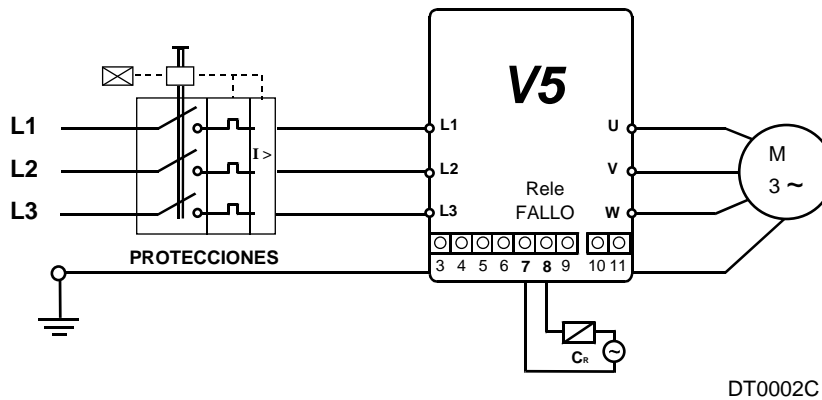 V5
L1 L1 U
I >
L2 L2 V M
3 ~
Rele
L3 L3 FALLO W
PROTECCIONES
3 4 5 6 7 8 9 10 11
~
CR
DT0002C